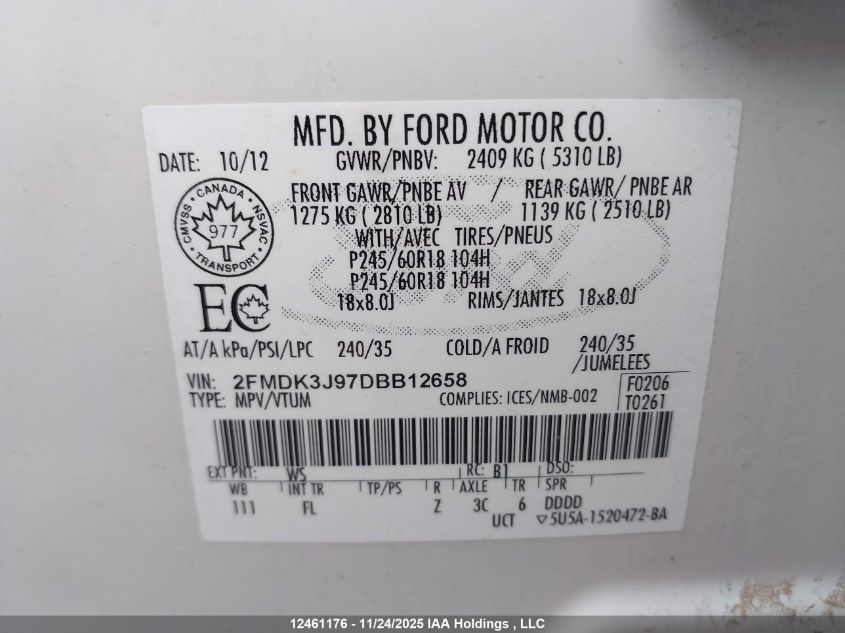 MFD. BY FORD MOTOR CO.
DATE: 10/12 GVWR/PNBV: 2409 KG ( 5310 LB)
FRONT GAWR/PNBE AV / REAR GAWR/ PNBE AR
1275 KG ( 2810 LB) 1139 KG ( 2510 LB)
WITH/AVEC TIRES/PNEUS
P245/60R18 104H
P245/60R18 104H
18x8.0J RIMS/JANTES 18x8.0J
CANADA
CMVSS NSVAC
977
TRANSPORT
EC
AT/A kPa/PSI/LPC 240/35 COLD/A FROID 240/35
/JUMELEES
VIN: 2FMDK3J97DBB12658
F0206
TYPE: MPV/VTUM COMPLIES: ICES/NMB-002
T0261
EXT PNT: WS RC: B1 DSO:
WB INT TR TP/PS R AXLE TR SPR
111 FL Z 3C 6 DDDD
UCT ▽5U5A-1520472-BA
12461176 - 11/24/2025 IAA Holdings , LLC